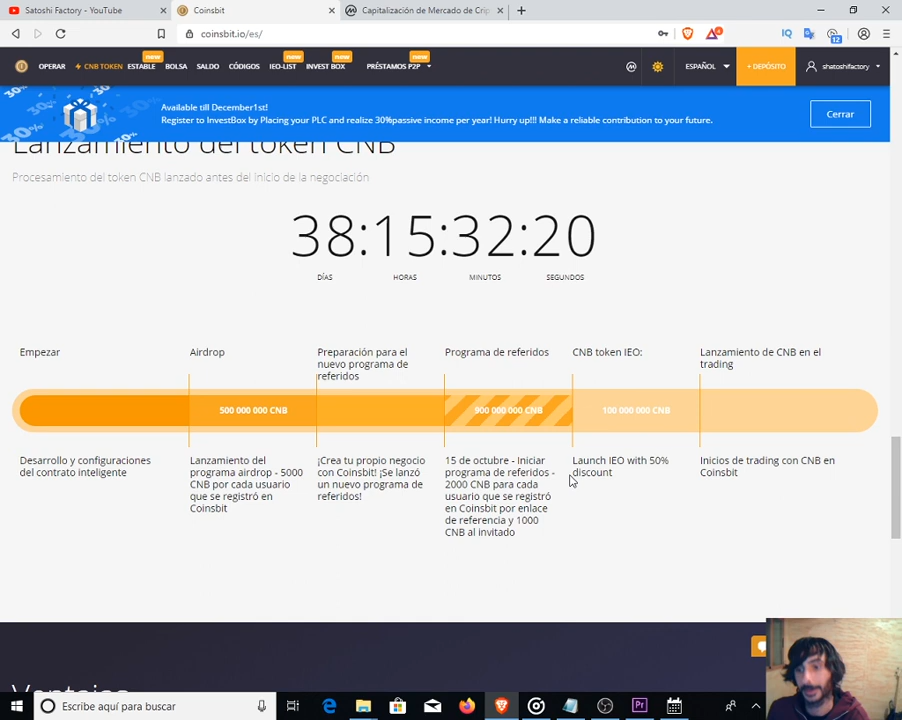 Satoshi Factory - YouTube
Coinsbit
Capitalización de Mercado de Crip
coinsbit.io/es/
IQ
12
OPERAR
CNB TOKEN
ESTABLE
new
BOLSA
SALDO
CÓDIGOS
IEO-LIST
new
INVEST BOX
new
PRÉSTAMOS P2P
new
ESPAÑOL
+ DEPÓSITO
shatoshifactory
30%
Available till December1st!
Register to InvestBox by Placing your PLC and realize 30%passive income per year! Hurry up!!! Make a reliable contribution to your future.
Cerrar
Lanzamiento del token CNB
Procesamiento del token CNB lanzado antes del inicio de la negociación
38:15:32:20
DÍAS
HORAS
MINUTOS
SEGUNDOS
Empezar
Airdrop
Preparación para el
nuevo programa de
referidos
Programa de referidos
CNB token IEO:
Lanzamiento de CNB en el
trading
500 000 000 CNB
900 000 000 CNB
100 000 000 CNB
Desarrollo y configuraciones
del contrato inteligente
Lanzamiento del
programa airdrop - 5000
CNB por cada usuario
que se registró en
Coinsbit
¡Crea tu propio negocio
con Coinsbit! ¡Se lanzó
un nuevo programa de
referidos!
15 de octubre - Iniciar
programa de referidos -
2000 CNB para cada
usuario que se registró
en Coinsbit por enlace
de referencia y 1000
CNB al invitado
Launch IEO with 50%
discount
Inicios de trading con CNB en
Coinsbit
Ventajas
Escribe aquí para buscar
Pr